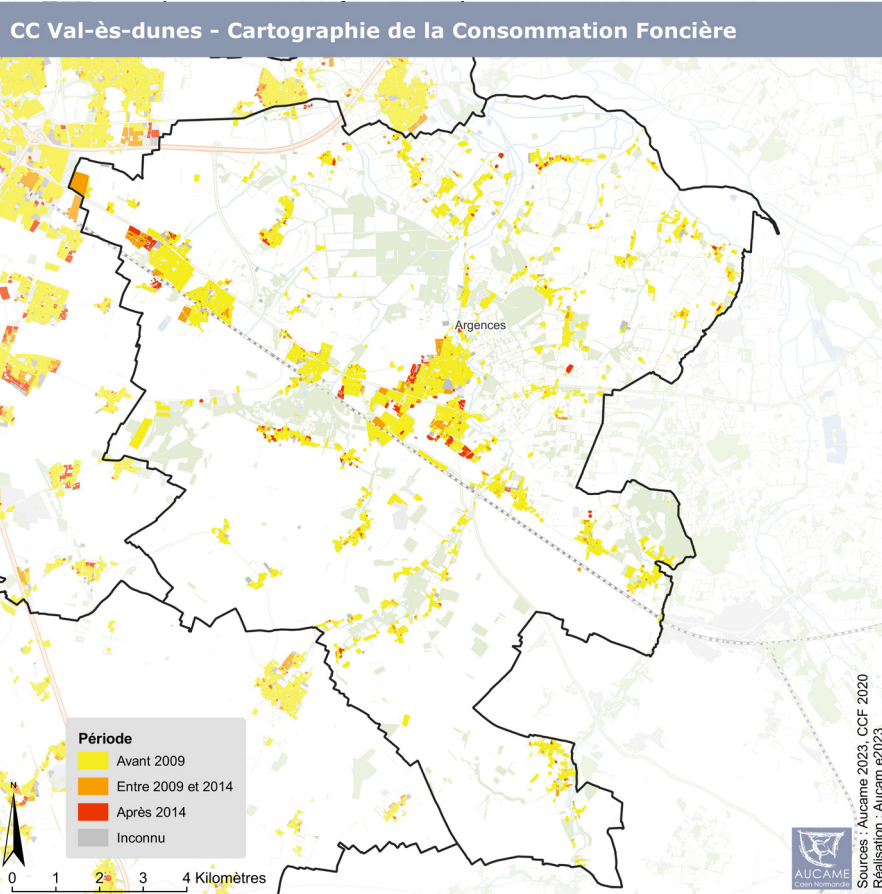 CC Val-ès-dunes - Cartographie de la Consommation Foncière
Argences
Période
Avant 2009
Entre 2009 et 2014
Après 2014
Inconnu
N
0 1 2 3 4 Kilomètres
Sources : Aucame 2023, CCF 2020
Réalisation : Aucam e2023
AUCAME
Caen Normandie